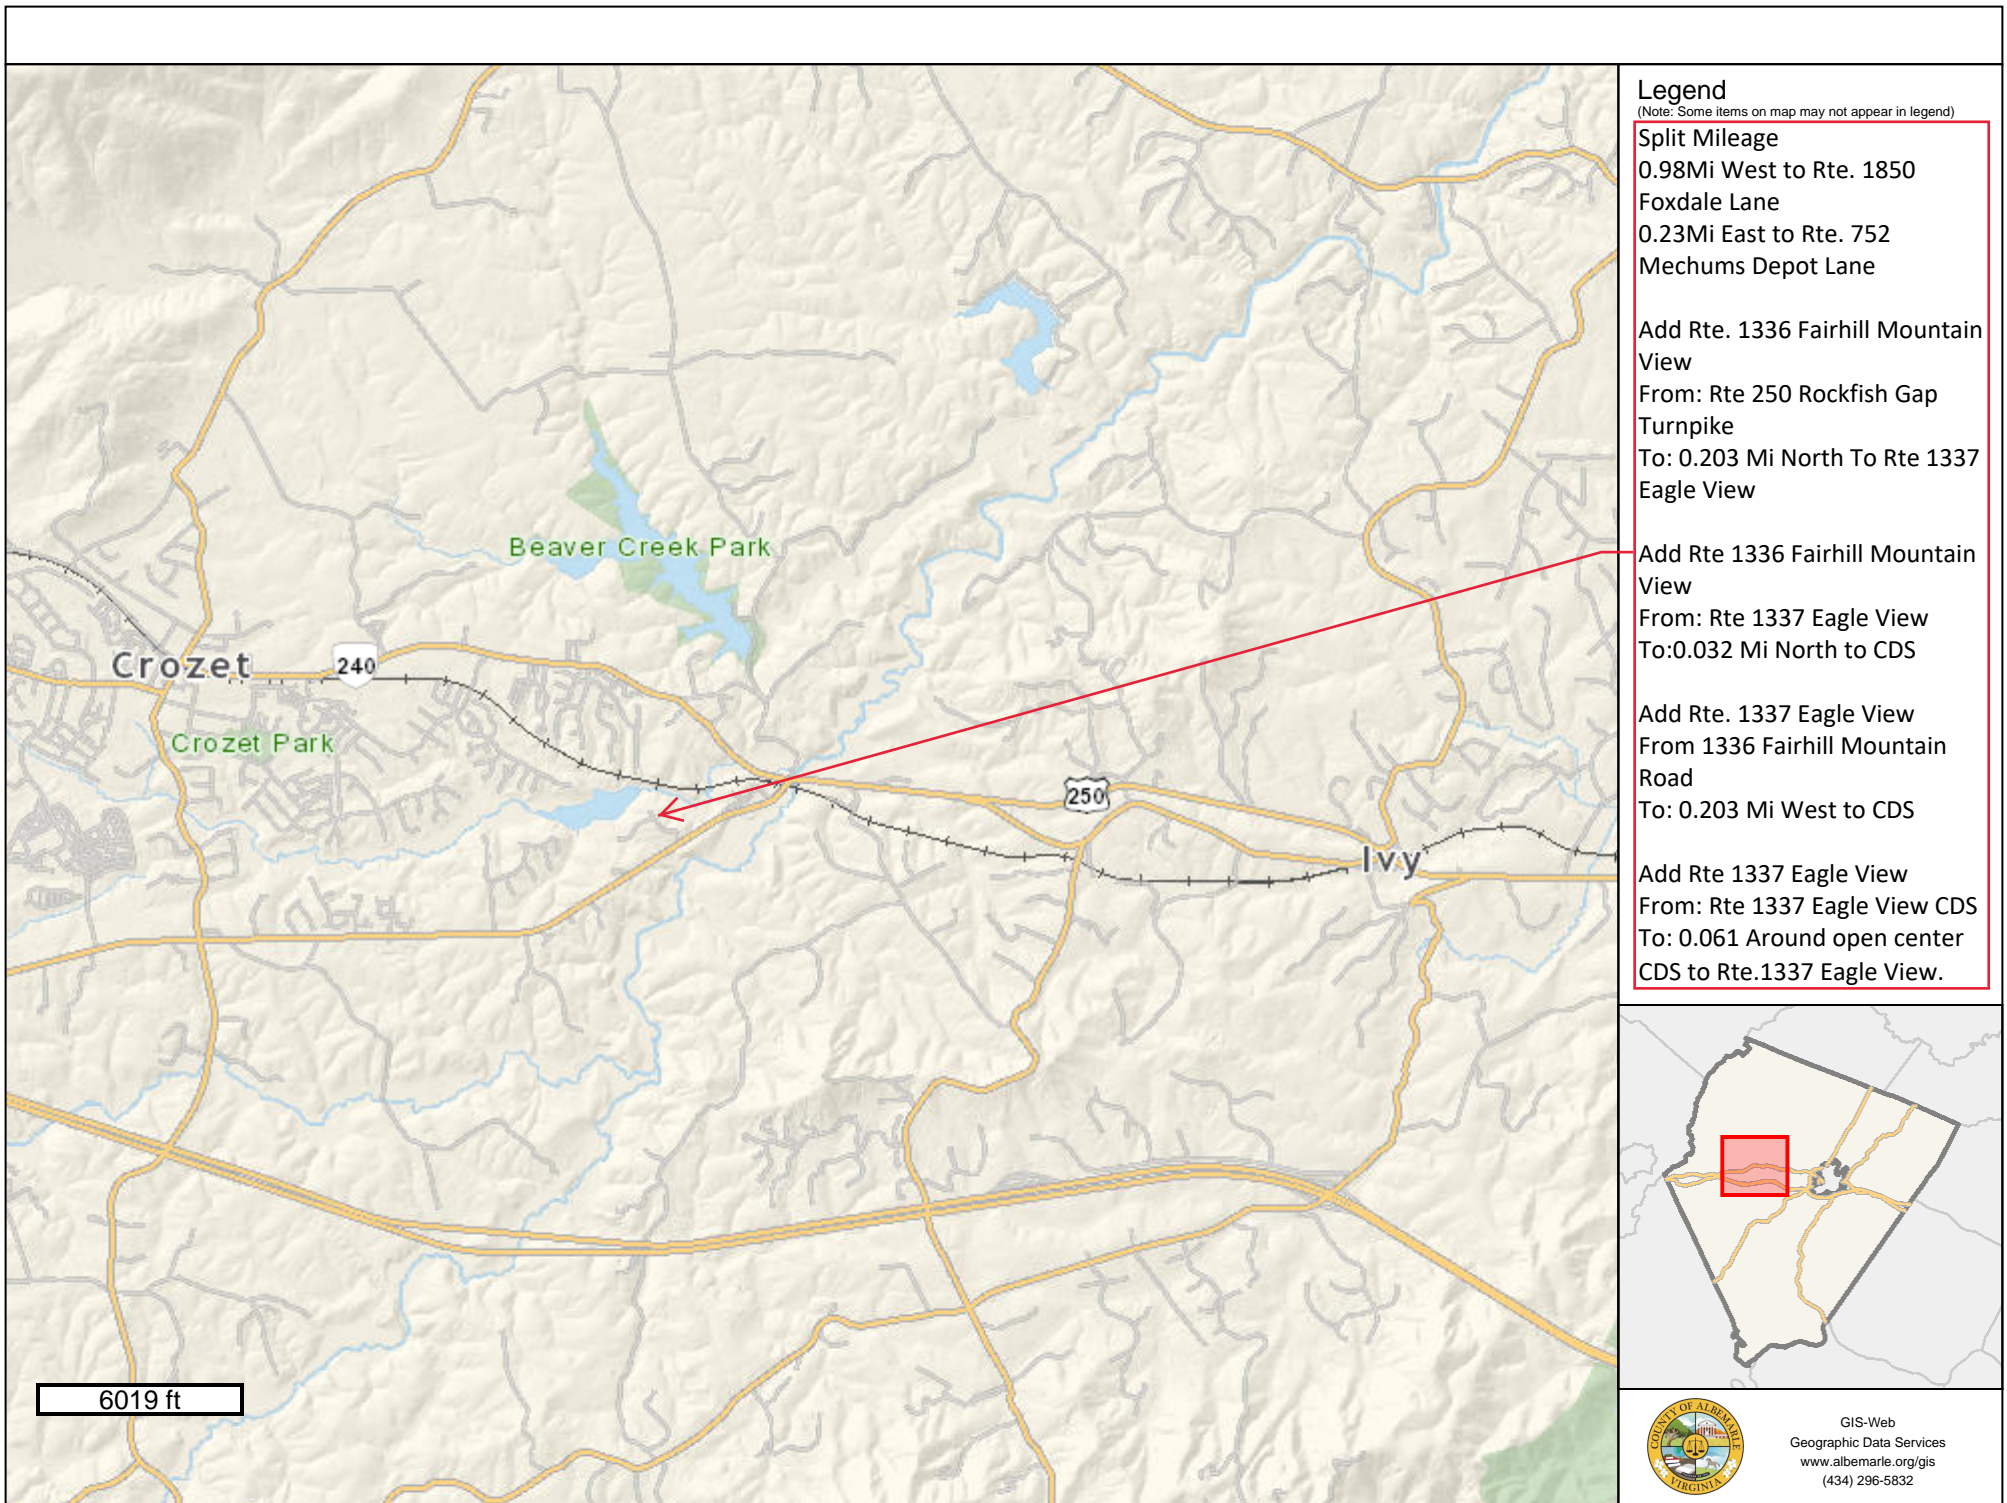 Legend
(Note: Some items on map may not appear in legend)
Split Mileage
0.98Mi West to Rte. 1850
Foxdale Lane
0.23Mi East to Rte. 752
Mechums Depot Lane
Add Rte. 1336 Fairhill Mountain
View
From: Rte 250 Rockfish Gap
Turnpike
To: 0.203 Mi North To Rte 1337
Eagle View
Add Rte 1336 Fairhill Mountain
View
From: Rte 1337 Eagle View
To:0.032 Mi North to CDS
Add Rte. 1337 Eagle View
From 1336 Fairhill Mountain
Road
To: 0.203 Mi West to CDS
Add Rte 1337 Eagle View
From: Rte 1337 Eagle View CDS
To: 0.061 Around open center
CDS to Rte.1337 Eagle View.
Beaver Creek Park
Crozet
240
Crozet Park
250
Ivy
6019 ft
COUNTY OF ALBEMARLE
VIRGINIA
GIS-Web
Geographic Data Services
www.albemarle.org/gis
(434) 296-5832